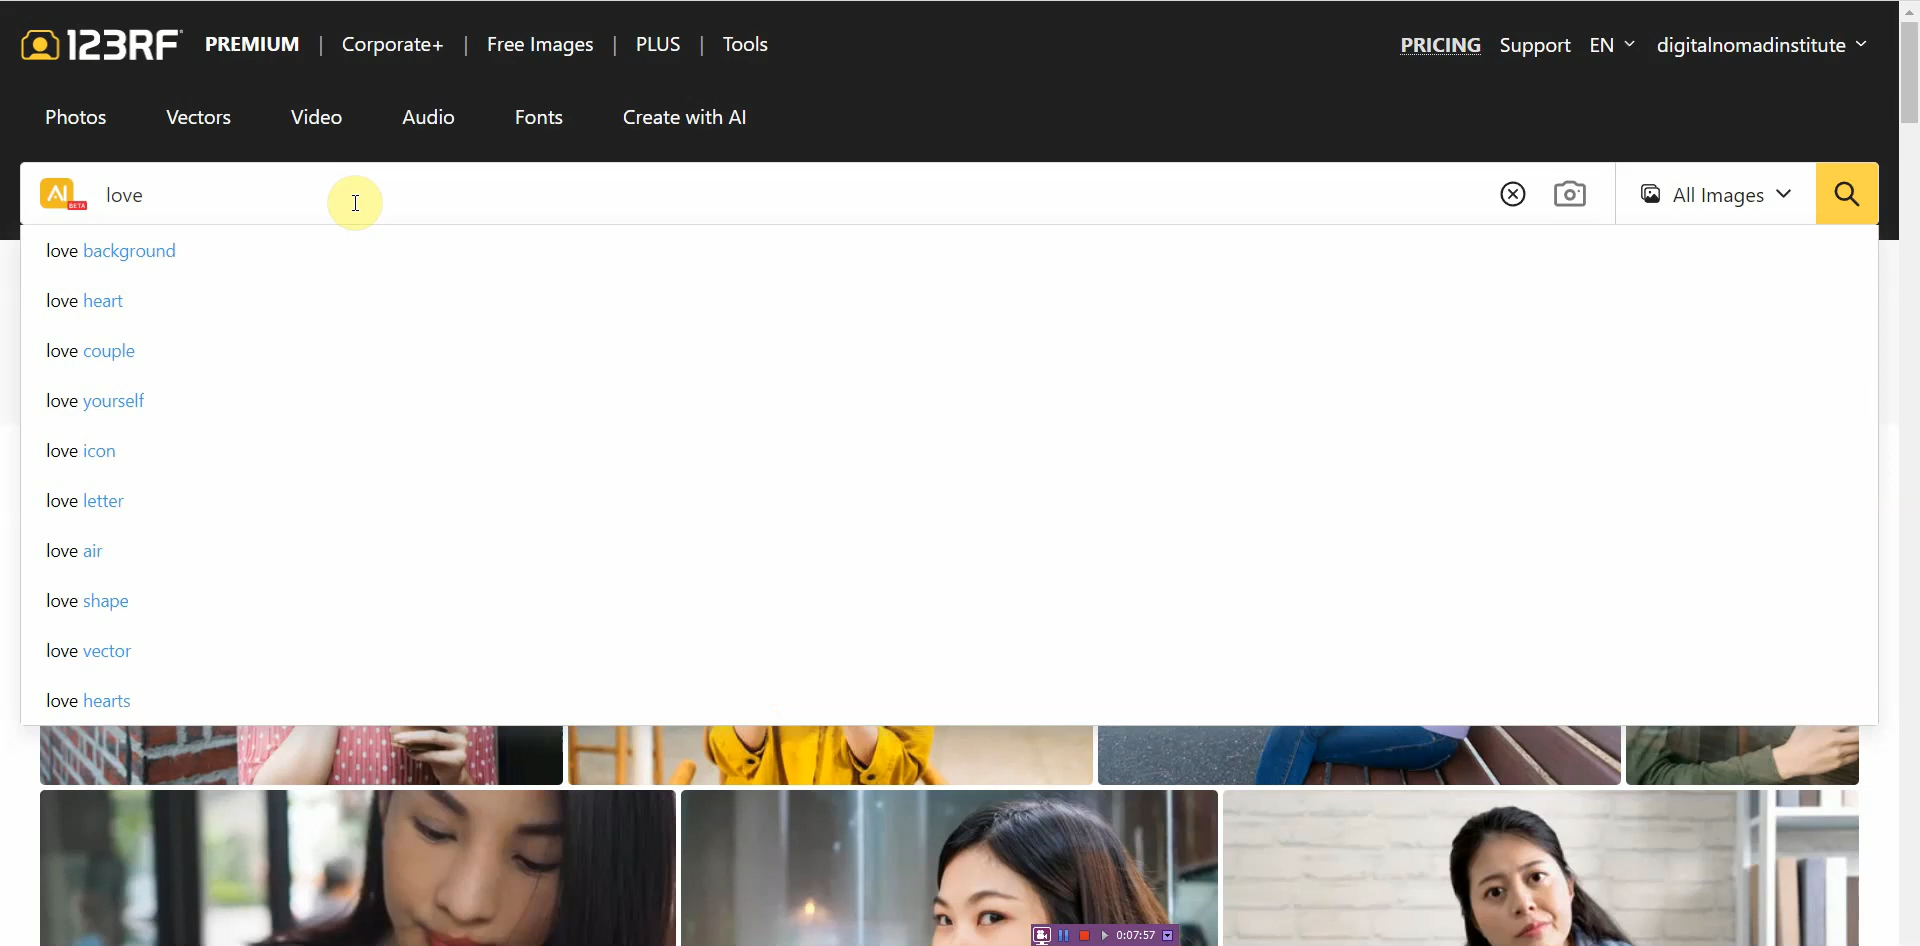 123RF PREMIUM | Corporate+ | Free Images | PLUS | Tools PRICING Support EN digitalnomadinstitute
Photos Vectors Video Audio Fonts Create with AI
AI BETA love All Images
love background
love heart
love couple
love yourself
love icon
love letter
love air
love shape
love vector
love hearts
0:07:57